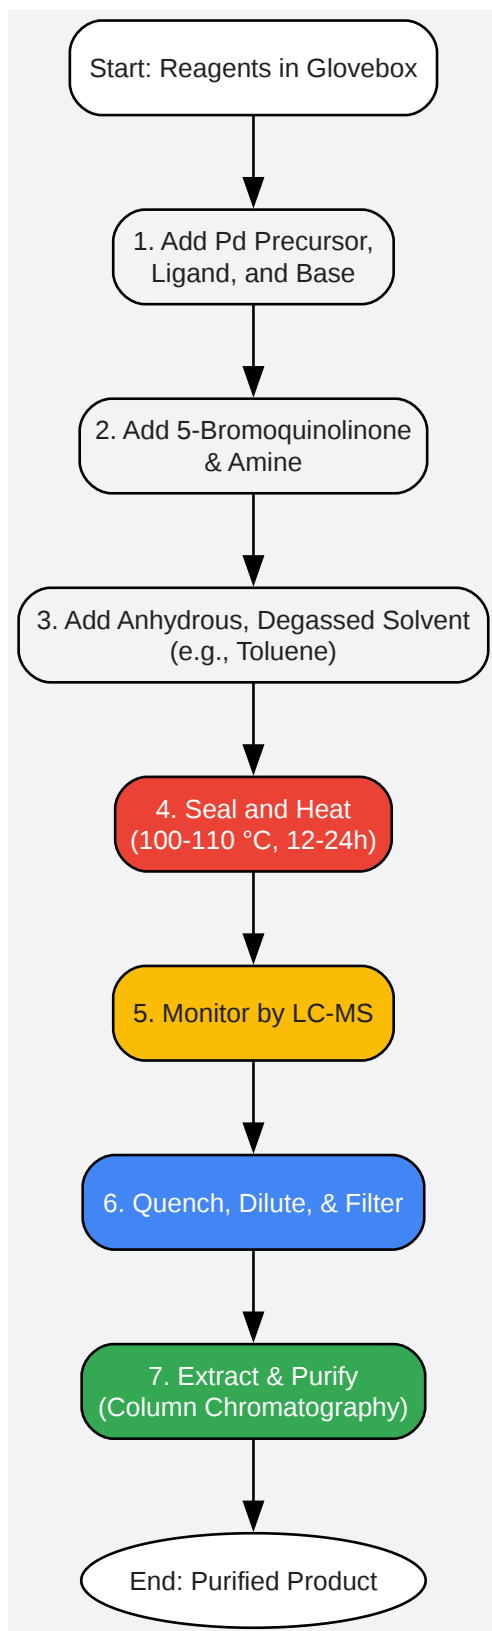 Start: Reagents in Glovebox
1. Add Pd Precursor,
Ligand, and Base
2. Add 5-Bromoquinolinone
& Amine
3. Add Anhydrous, Degassed Solvent
(e.g., Toluene)
4. Seal and Heat
(100-110 °C, 12-24h)
5. Monitor by LC-MS
6. Quench, Dilute, & Filter
7. Extract & Purify
(Column Chromatography)
End: Purified Product